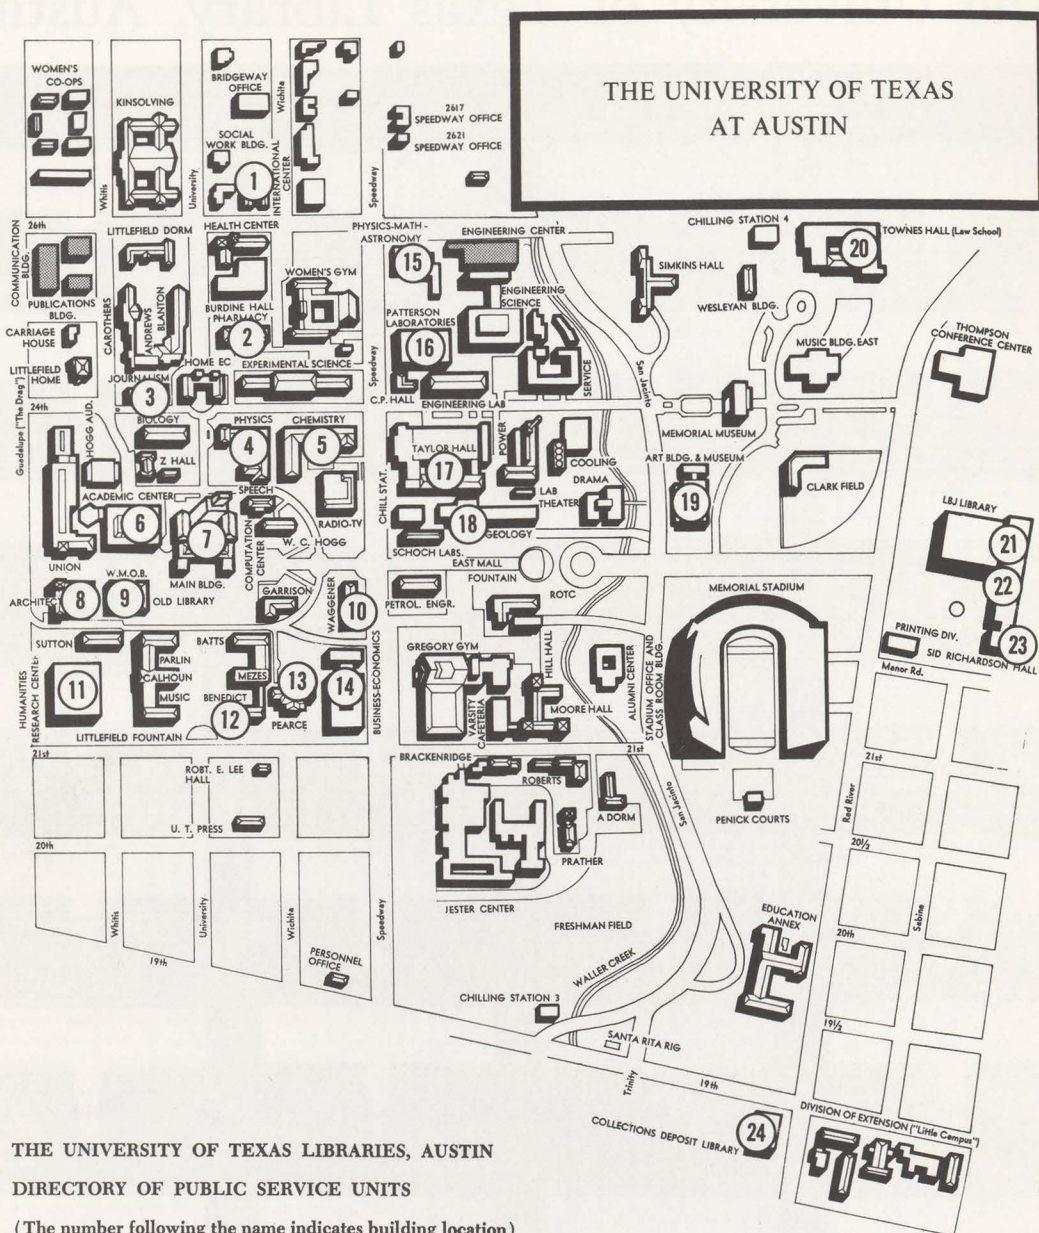 THE UNIVERSITY OF TEXAS
AT AUSTIN
WOMEN'S
CO-OPS
KINSOLVING
BRIDGEWAY
OFFICE
SOCIAL
WORK BLDG.
1
INTERNATIONAL
CENTER
Wichita
2617
SPEEDWAY OFFICE
2621
SPEEDWAY OFFICE
Whitis
University
Speedway
26th
COMMUNICATION
BLDG.
PUBLICATIONS
BLDG.
LITTLEFIELD DORM
HEALTH CENTER
PHYSICS-MATH-
ASTRONOMY
15
ENGINEERING CENTER
CHILLING STATION 4
20
TOWNES HALL (Law School)
SIMKINS HALL
WESLEYAN BLDG.
WOMEN'S GYM
BURDINE HALL
PHARMACY
2
ENGINEERING
SCIENCE
PATTERSON
LABORATORIES
16
CARRIAGE
HOUSE
LITTLEFIELD
HOME
CAROTHERS
ANDREWS
BLANTON
JOURNALISM
3
HOME EC
EXPERIMENTAL SCIENCE
Speedway
C.P. HALL
ENGINEERING LAB
SERVICE
San Jacinto
MUSIC BLDG. EAST
THOMPSON
CONFERENCE CENTER
MEMORIAL MUSEUM
24th
Guadalupe ("The Drag")
HOGG AUD.
BIOLOGY
Z HALL
PHYSICS
4
CHEMISTRY
5
TAYLOR HALL
17
POWER
COOLING
ART BLDG. & MUSEUM
19
CLARK FIELD
LBJ LIBRARY
21
22
23
ACADEMIC CENTER
6
7
MAIN BLDG.
SPEECH
COMPUTATION
CENTER
W. C. HOGG
RADIO-TV
CHILL STAT.
LAB
THEATER
DRAMA
18
GEOLOGY
SCHOCH LABS.
UNION
EAST MALL
FOUNTAIN
ROTC
MEMORIAL STADIUM
W.M.O.B.
ARCHITEC
8
9
OLD LIBRARY
GARRISON
WAGGENER
10
PETROL. ENGR.
PRINTING DIV.
SID RICHARDSON HALL
Manor Rd.
SUTTON
HUMANITIES
RESEARCH CENTER
11
PARLIN
CALHOUN
MUSIC
BATTS
MEZES
BENEDICT
12
13
PEARCE
14
BUSINESS-ECONOMICS
GREGORY GYM
VARSITY
CAFETERIA
HILL HALL
MOORE HALL
ALUMNI CENTER
STADIUM OFFICE AND
CLASS ROOM BLDG.
LITTLEFIELD FOUNTAIN
21st
21st
21st
ROBT. E. LEE
HALL
U. T. PRESS
BRACKENRIDGE
ROBERTS
A DORM
PRATHER
JESTER CENTER
San Jacinto
PENICK COURTS
Red River
20½
20th
Whitis
University
Wichita
Speedway
19th
PERSONNEL
OFFICE
FRESHMAN FIELD
WALLER CREEK
EDUCATION
ANNEX
20th
Sabine
19½
CHILLING STATION 3
SANTA RITA RIG
Trinity
19th
COLLECTIONS DEPOSIT LIBRARY
24
DIVISION OF EXTENSION ("Little Campus")
THE UNIVERSITY OF TEXAS LIBRARIES, AUSTIN
DIRECTORY OF PUBLIC SERVICE UNITS
(The number following the name indicates building location)